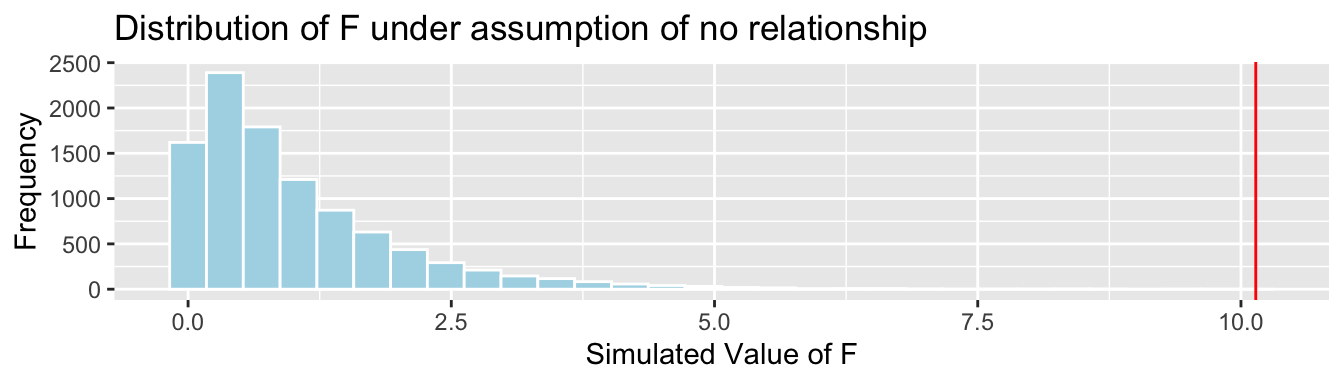 Distribution of F under assumption of no relationship
2500
2000
1500
1000
500
0
Frequency
0.0 2.5 5.0 7.5 10.0
Simulated Value of F